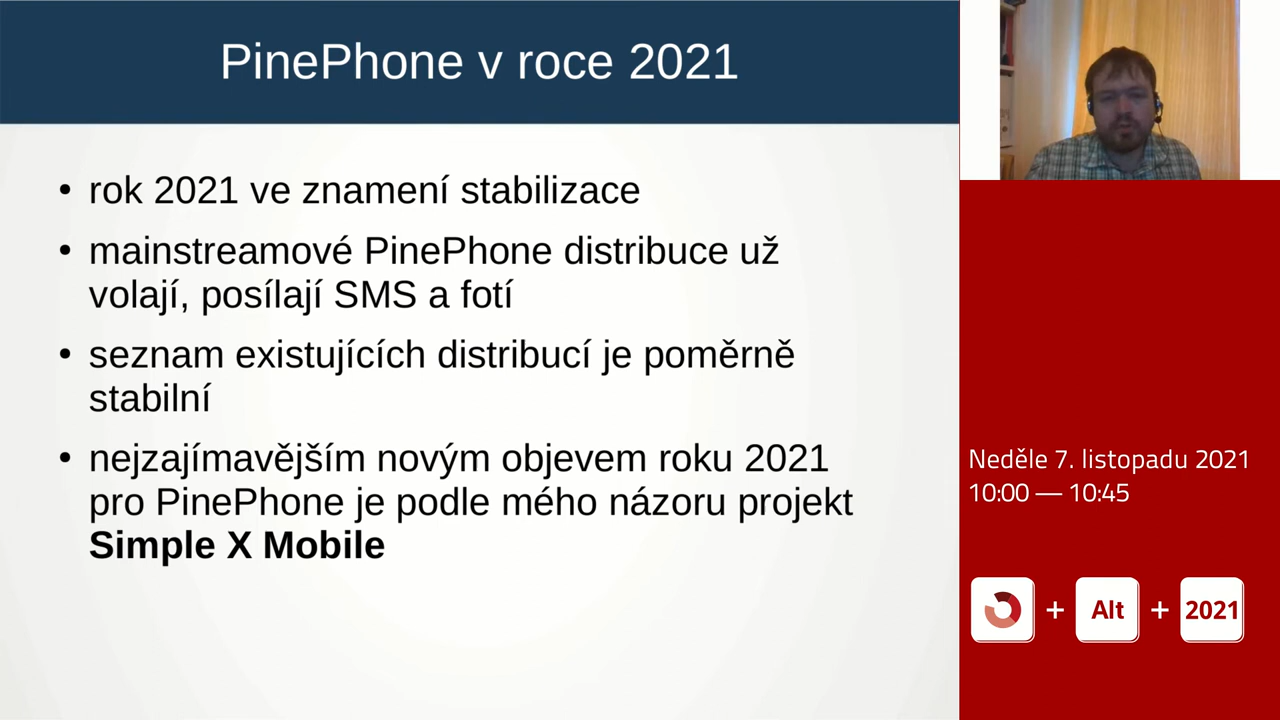 PinePhone v roce 2021
• rok 2021 ve znamení stabilizace
• mainstreamové PinePhone distribuce už
volají, posílají SMS a fotí
• seznam existujících distribucí je poměrně
stabilní
• nejzajímavějším novým objevem roku 2021
pro PinePhone je podle mého názoru projekt
Simple X Mobile
Neděle 7. listopadu 2021
10:00 — 10:45
+ Alt + 2021